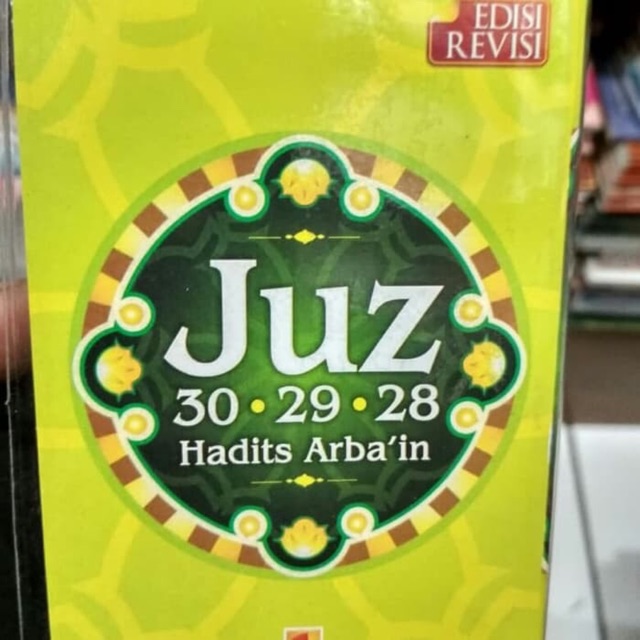 EDISI
REVISI
Juz
30 • 29 • 28
Hadits Arba'in